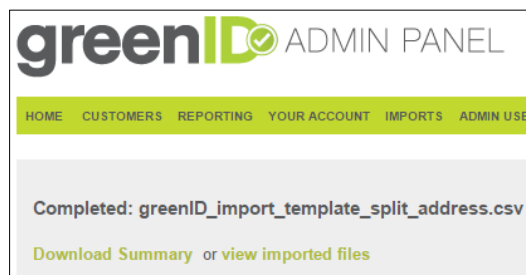 greenID ADMIN PANEL
HOME CUSTOMERS REPORTING YOUR ACCOUNT IMPORTS ADMIN USE
Completed: greenID_import_template_split_address.csv
Download Summary or view imported files